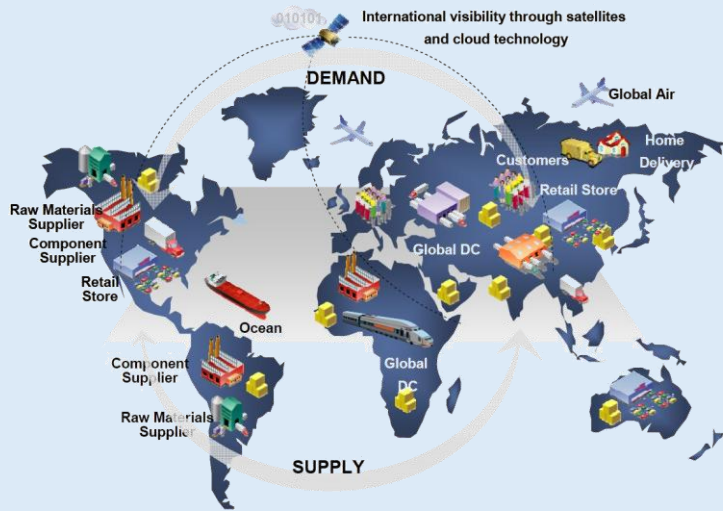 010101
International visibility through satellites
and cloud technology
DEMAND
Global Air
Home
Delivery
Customers
Retail Store
Raw Materials
Supplier
Component
Supplier
Retail
Store
Global DC
Ocean
Component
Supplier
Global
DC
Raw Materials
Supplier
SUPPLY